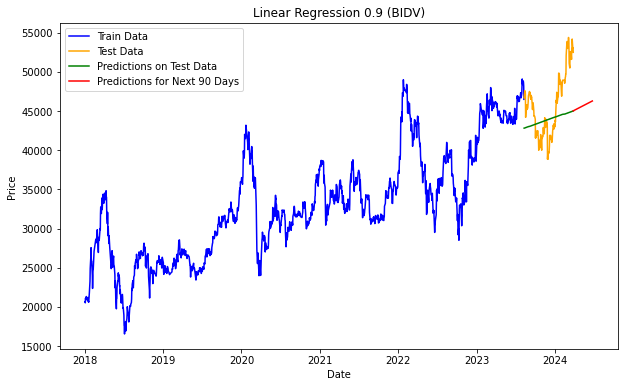 Linear Regression 0.9 (BIDV)
Train Data
Test Data
Predictions on Test Data
Predictions for Next 90 Days
55000
50000
45000
40000
35000
30000
25000
20000
15000
Price
2018 2019 2020 2021 2022 2023 2024
Date